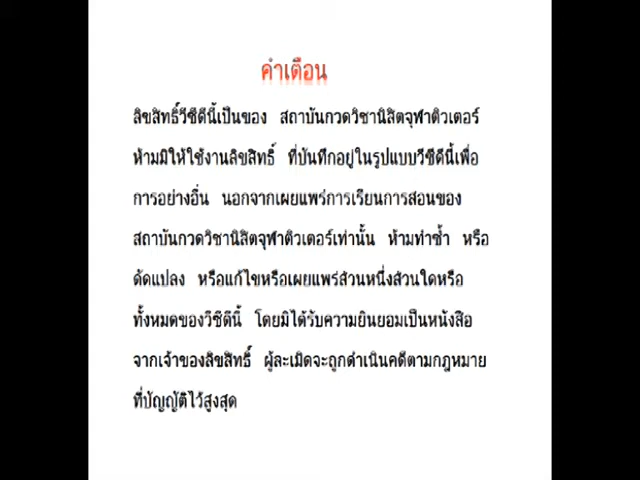 คำเตือน
ลิขสิทธิ์วีซีดีนี้เป็นของ สถาบันกวดวิชานิสิตจุฬาติวเตอร์
ห้ามมิให้ใช้งานลิขสิทธิ์ ที่บันทึกอยู่ในรูปแบบวีซีดีนี้เพื่อ
การอย่างอื่น นอกจากเผยแพร่การเรียนการสอนของ
สถาบันกวดวิชานิสิตจุฬาติวเตอร์เท่านั้น ห้ามทำซ้ำ หรือ
ดัดแปลง หรือแก้ไขหรือเผยแพร่ส่วนหนึ่งส่วนใดหรือ
ทั้งหมดของวีซีดีนี้ โดยมิได้รับความยินยอมเป็นหนังสือ
จากเจ้าของลิขสิทธิ์ ผู้ละเมิดจะถูกดำเนินคดีตามกฎหมาย
ที่บัญญัติไว้สูงสุด